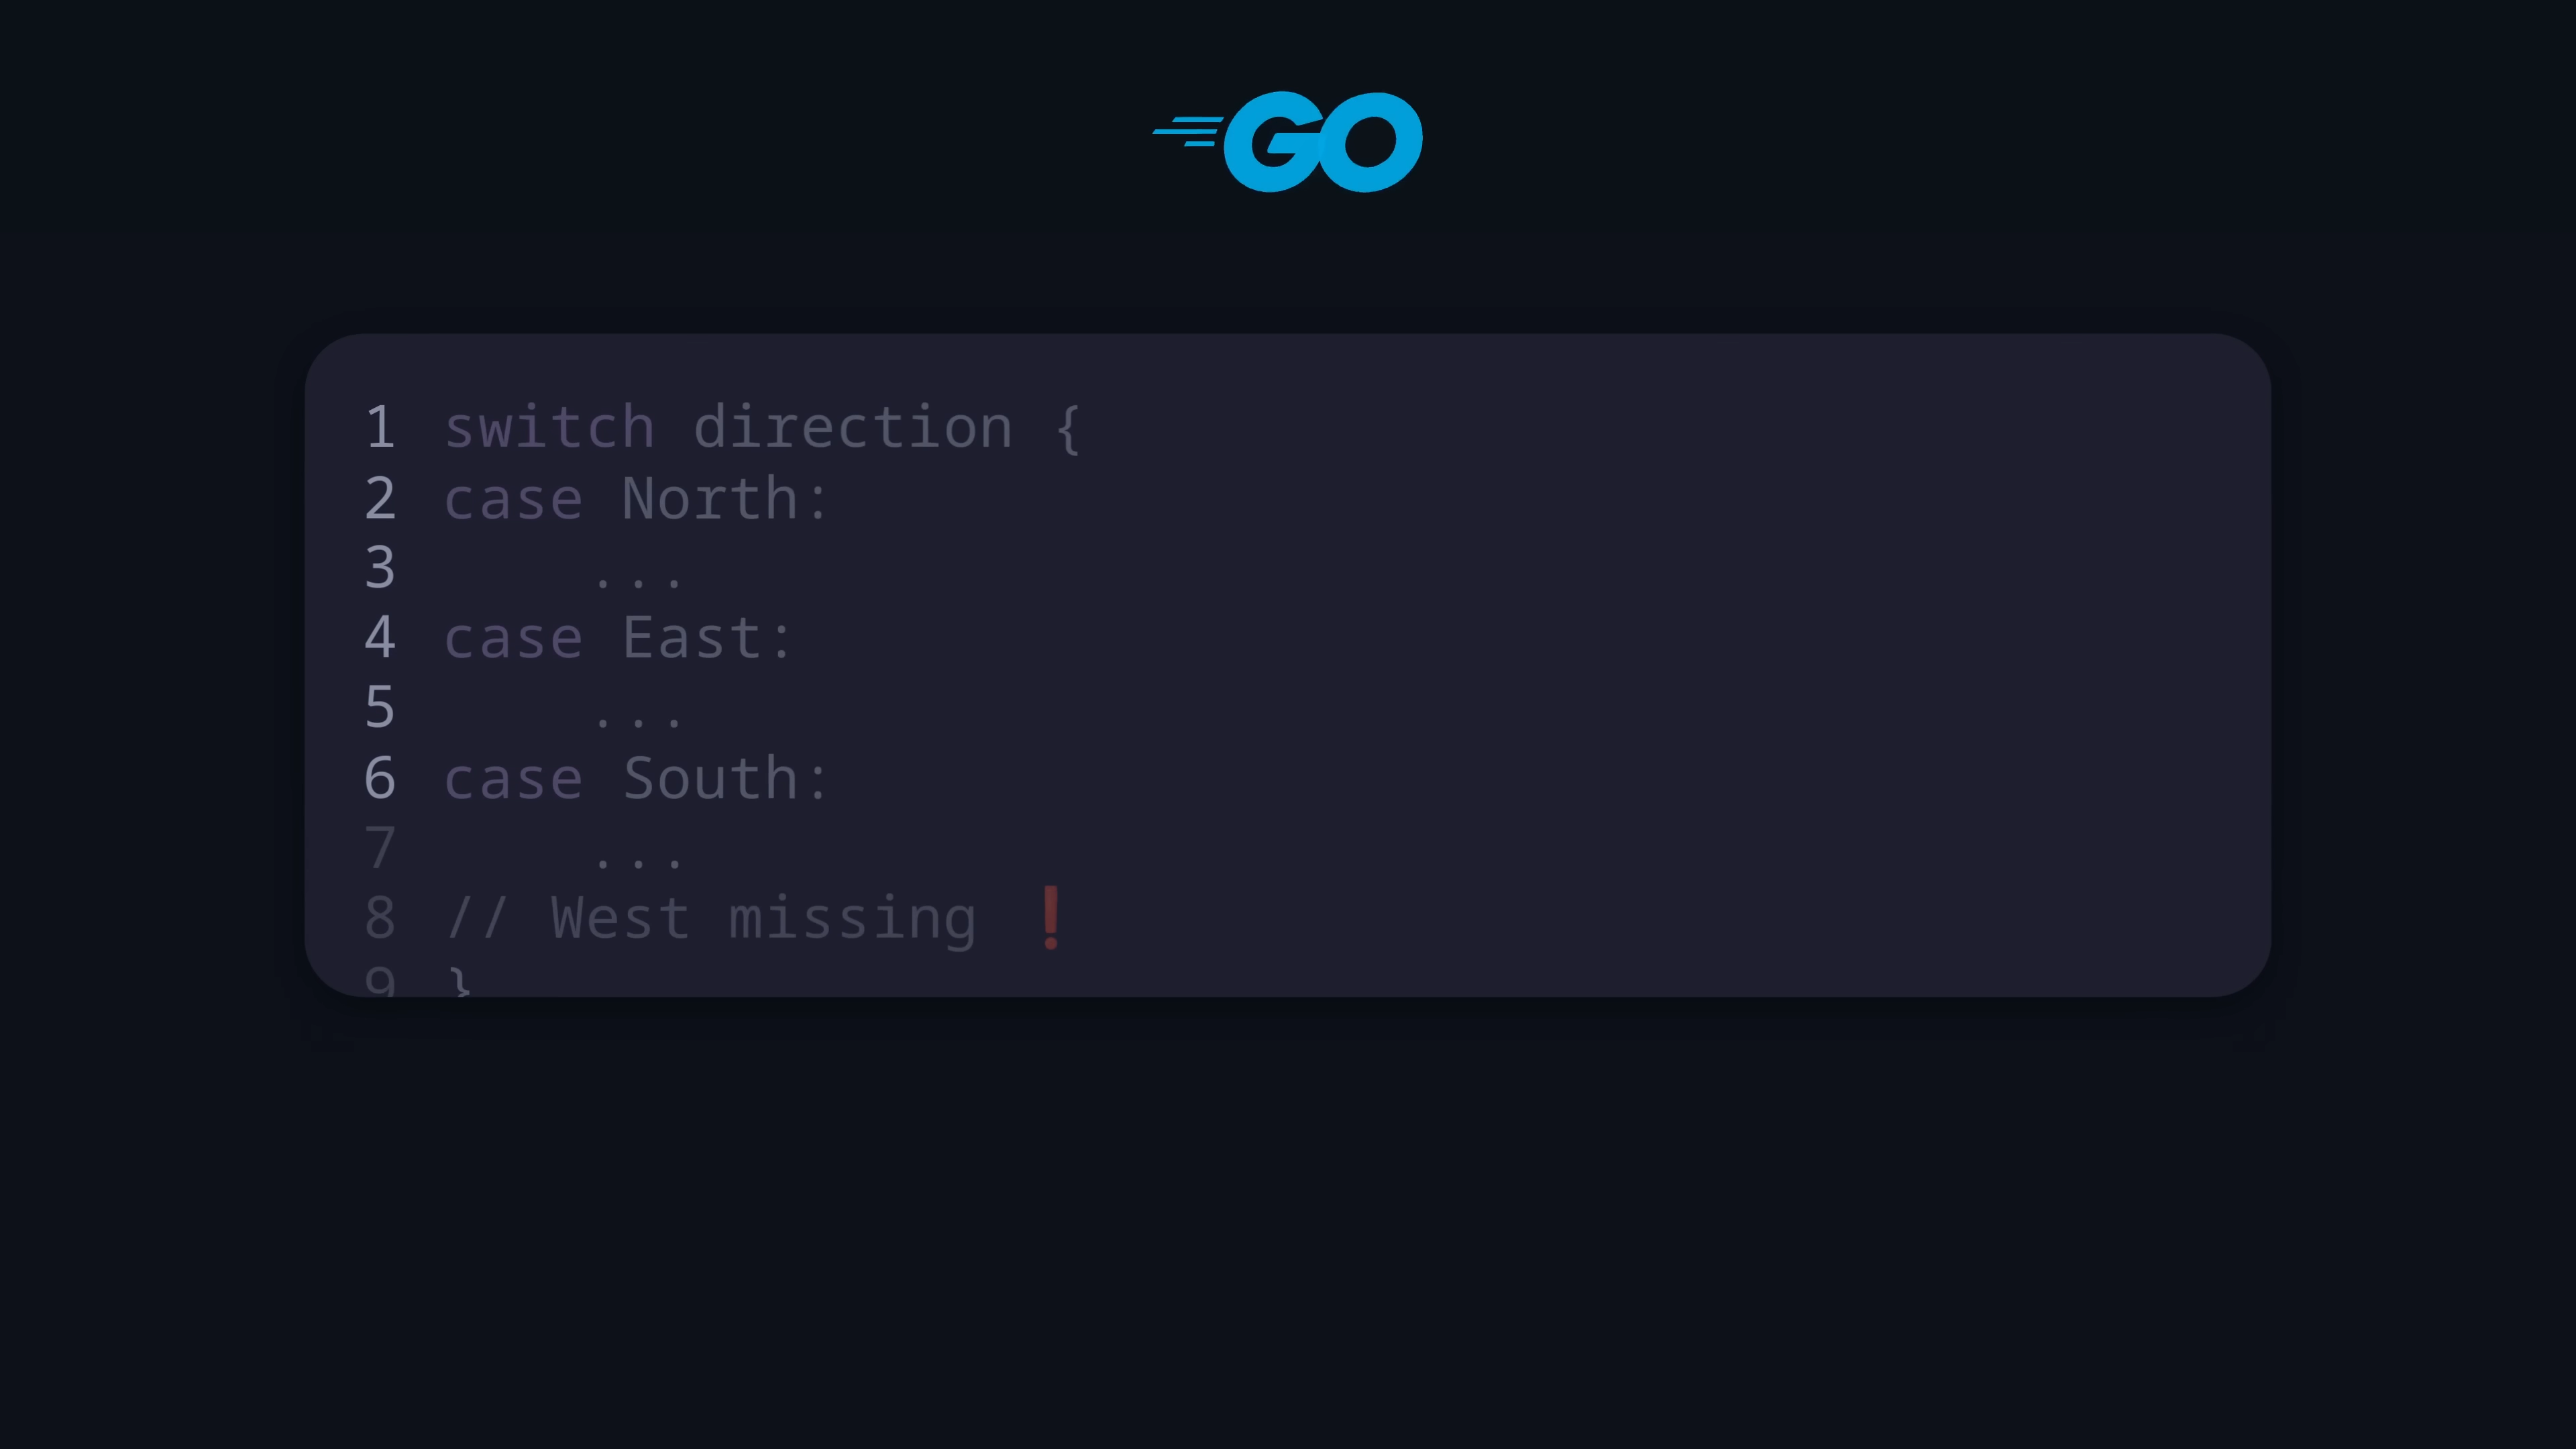 GO
1 switch direction {
2 case North:
3     ...
4 case East:
5     ...
6 case South:
7     ...
8 // West missing ❗
9 }